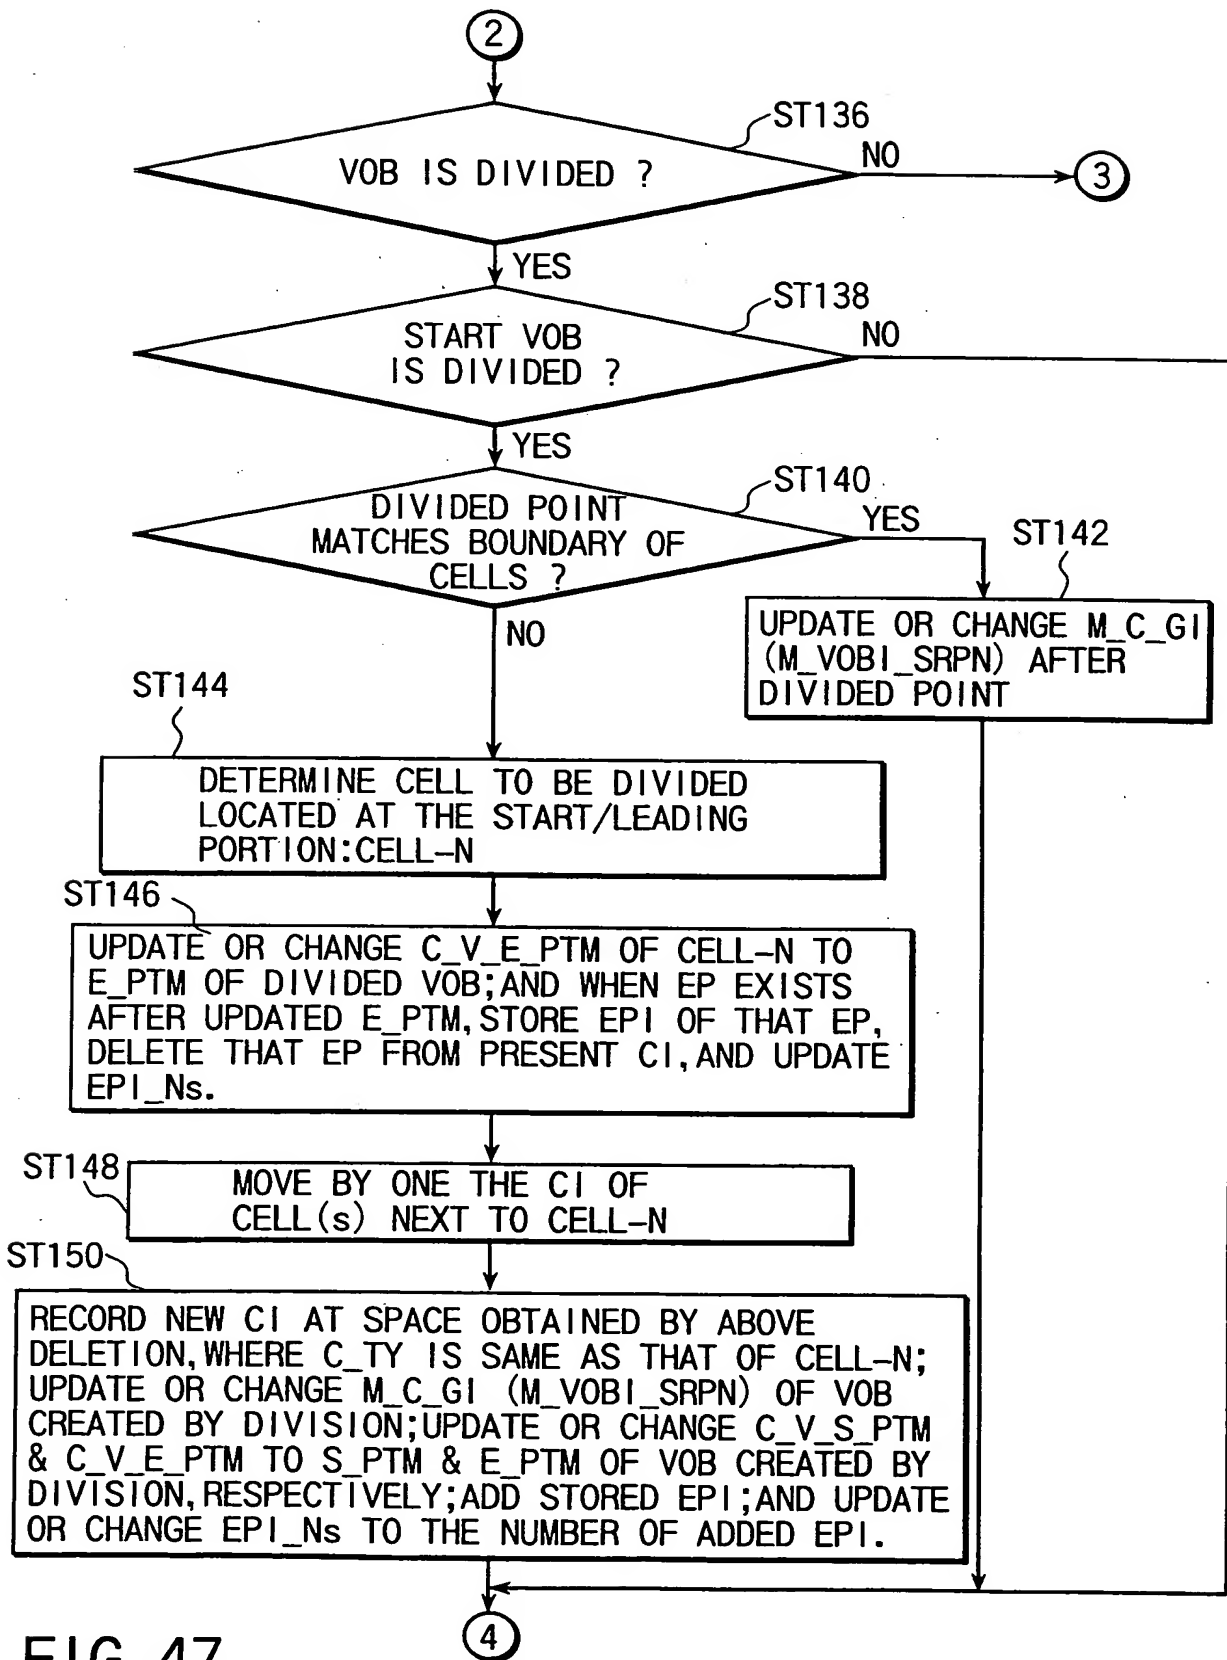 2
ST136
VOB IS DIVIDED ?
NO
3
YES
ST138
START VOB
IS DIVIDED ?
NO
YES
ST140
DIVIDED POINT
MATCHES BOUNDARY OF
CELLS ?
YES
ST142
NO
UPDATE OR CHANGE M_C_GI
(M_VOBI_SRPN) AFTER
DIVIDED POINT
ST144
DETERMINE CELL TO BE DIVIDED
LOCATED AT THE START/LEADING
PORTION:CELL-N
ST146
UPDATE OR CHANGE C_V_E_PTM OF CELL-N TO
E_PTM OF DIVIDED VOB;AND WHEN EP EXISTS
AFTER UPDATED E_PTM,STORE EPI OF THAT EP,
DELETE THAT EP FROM PRESENT CI,AND UPDATE
EPI_Ns.
ST148
MOVE BY ONE THE CI OF
CELL(s) NEXT TO CELL-N
ST150
RECORD NEW CI AT SPACE OBTAINED BY ABOVE
DELETION,WHERE C_TY IS SAME AS THAT OF CELL-N;
UPDATE OR CHANGE M_C_GI (M_VOBI_SRPN) OF VOB
CREATED BY DIVISION;UPDATE OR CHANGE C_V_S_PTM
& C_V_E_PTM TO S_PTM & E_PTM OF VOB CREATED BY
DIVISION,RESPECTIVELY;ADD STORED EPI;AND UPDATE
OR CHANGE EPI_Ns TO THE NUMBER OF ADDED EPI.
4
FIG. 47